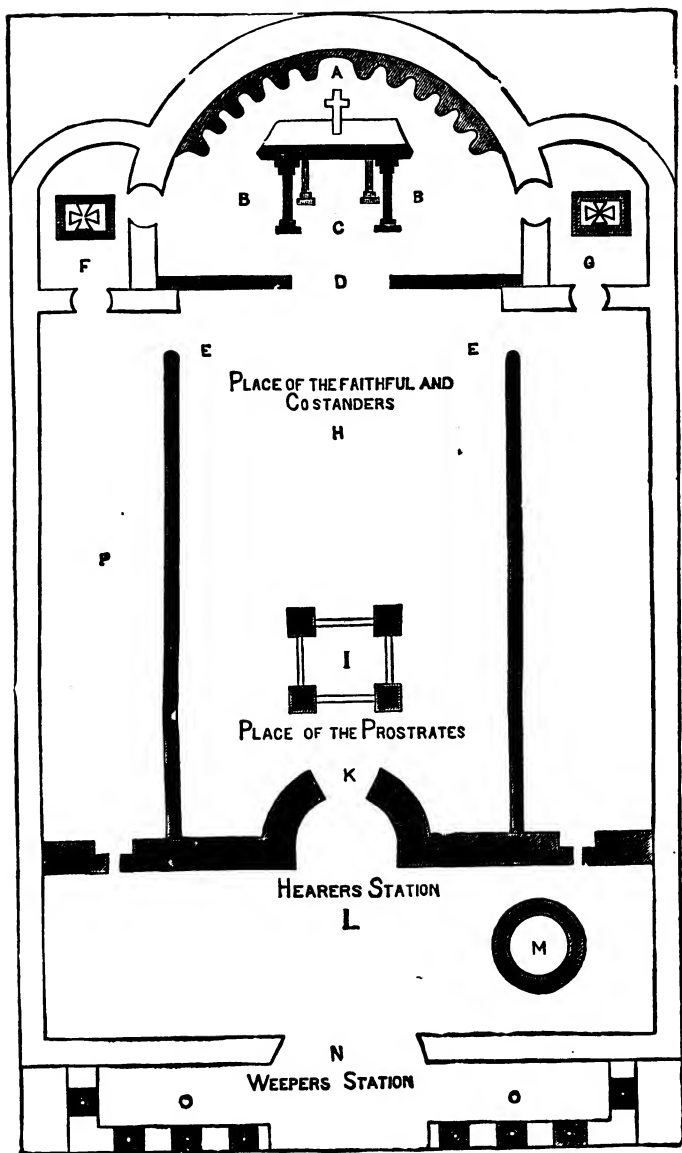 A
B B
C
F G
D
E E
PLACE OF THE FAITHFUL AND
COSTANDERS
H
P
I
PLACE OF THE PROSTRATES
K
HEARERS STATION
L
M
N
WEEPERS STATION
O O